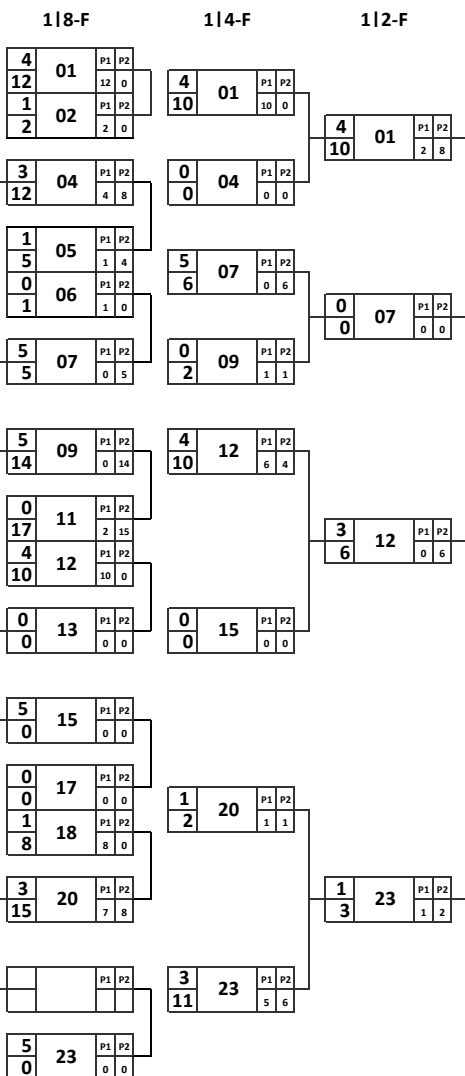 1|8-F 1|4-F 1|2-F
4 01 P1 P2
12 12 0
1 02 P1 P2
2 2 0
3 04 P1 P2
12 4 8
1 05 P1 P2
5 1 4
0 06 P1 P2
1 1 0
5 07 P1 P2
5 0 5
5 09 P1 P2
14 0 14
0 11 P1 P2
17 2 15
4 12 P1 P2
10 10 0
0 13 P1 P2
0 0 0
5 15 P1 P2
0 0 0
0 17 P1 P2
0 0 0
1 18 P1 P2
8 8 0
3 20 P1 P2
15 7 8
P1 P2
5 23 P1 P2
0 0 0
4 01 P1 P2
10 10 0
0 04 P1 P2
0 0 0
5 07 P1 P2
6 0 6
0 09 P1 P2
2 1 1
4 12 P1 P2
10 6 4
0 15 P1 P2
0 0 0
1 20 P1 P2
2 1 1
3 23 P1 P2
11 5 6
4 01 P1 P2
10 2 8
0 07 P1 P2
0 0 0
3 12 P1 P2
6 0 6
1 23 P1 P2
3 1 2